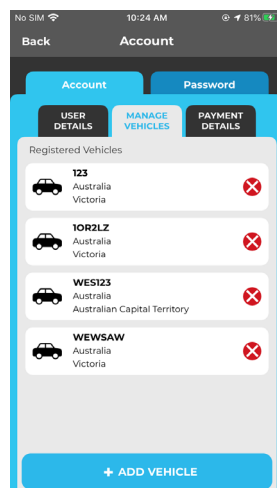 No SIM 10:24 AM 81%
Back Account
Account Password
USER DETAILS
MANAGE VEHICLES
PAYMENT DETAILS
Registered Vehicles
123
Australia
Victoria
1OR2LZ
Australia
Victoria
WES123
Australia
Australian Capital Territory
WEWSAW
Australia
Victoria
+ ADD VEHICLE